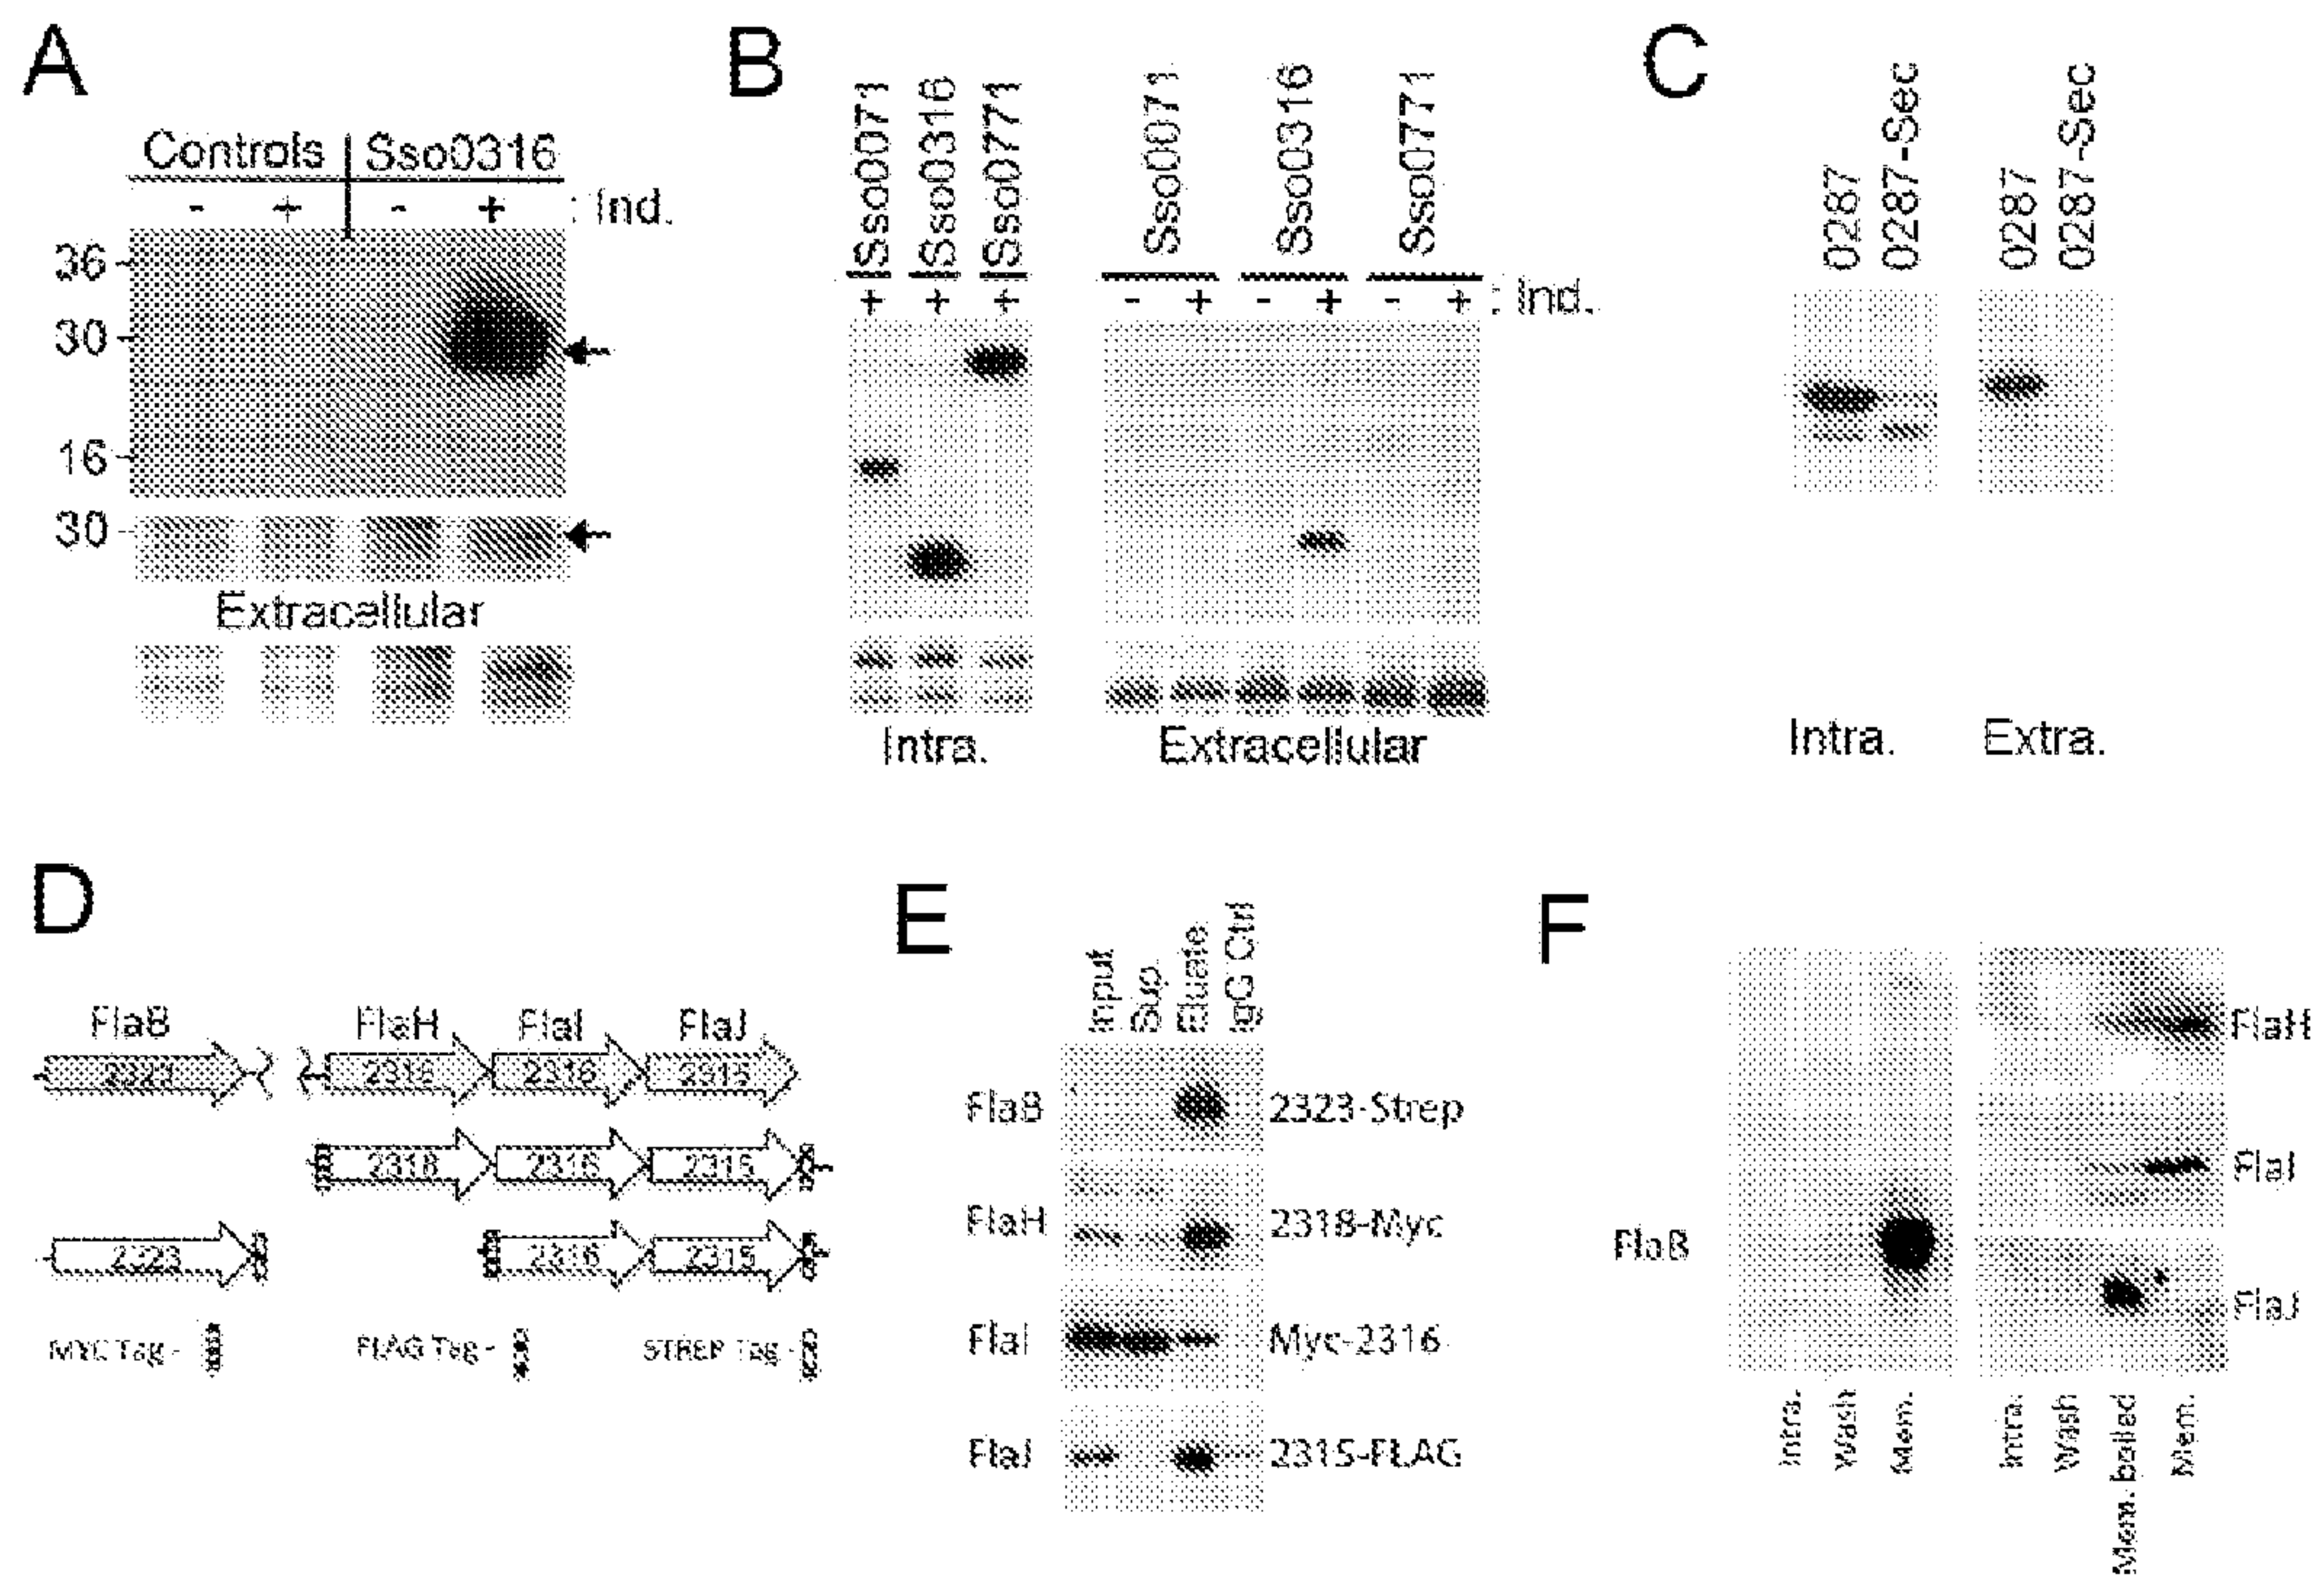 A
Controls Sso0316
- + - + : Ind.
36
30
16
30
Extracellular
B
Sso0071 Sso0316 Sso0771 Sso0071 Sso0316 Sso0771
+ + + - + - + - + : Ind.
Intra. Extracellular
C
0287 0287-Sec 0287 0287-Sec
Intra. Extra.
D
FlaB FlaH FlaI FlaJ
2323 2316 2315
2318 2316 2315
2323 2316 2315
MYC Tag - FLAG Tag - STREP Tag -
E
Input Sup. Eluate IgG Ctrl
FlaB 2323-Strep
FlaH 2318-Myc
FlaI Myc-2316
FlaJ 2315-FLAG
F
FlaH
FlaI
FlaB
FlaJ
Intra. Wash Mem. Intra. Wash Mem. boiled Mem.